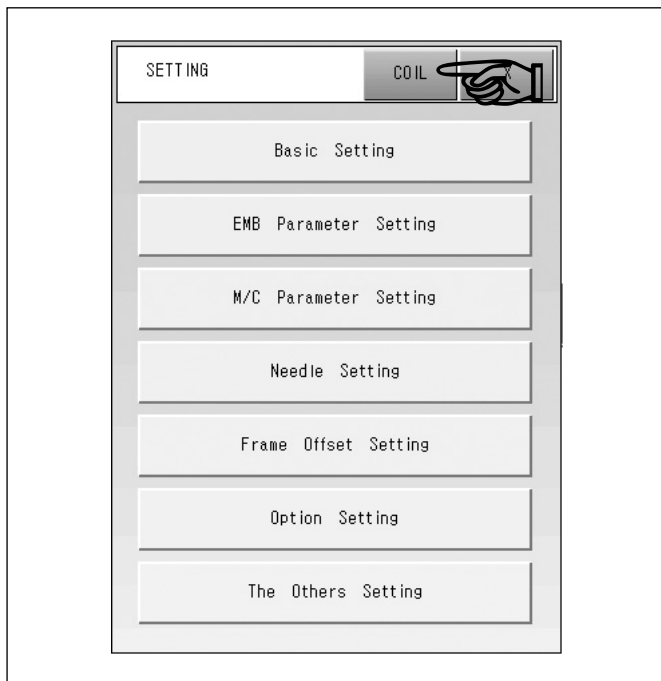 SETTING COIL X
Basic Setting
EMB Parameter Setting
M/C Parameter Setting
Needle Setting
Frame Offset Setting
Option Setting
The Others Setting